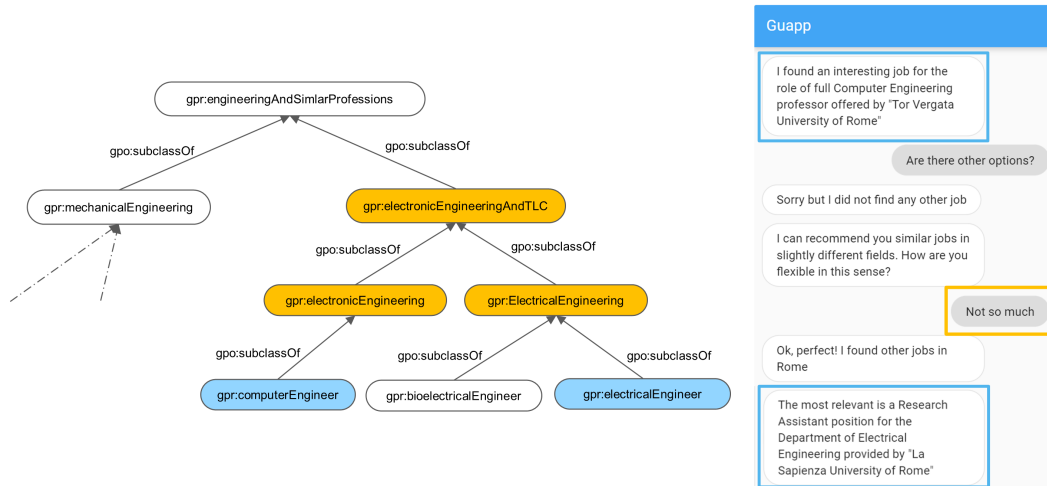 gpr:engineeringAndSimlarProfessions
gpo:subclassOf
gpo:subclassOf
gpr:mechanicalEngineering
gpr:electronicEngineeringAndTLC
gpo:subclassOf
gpo:subclassOf
gpr:electronicEngineering
gpr:ElectricalEngineering
gpo:subclassOf
gpo:subclassOf
gpo:subclassOf
gpr:computerEngineer
gpr:bioelectricalEngineer
gpr:electricalEngineer
Guapp
I found an interesting job for the
role of full Computer Engineering
professor offered by "Tor Vergata
University of Rome"
Are there other options?
Sorry but I did not find any other job
I can recommend you similar jobs in
slightly different fields. How are you
flexible in this sense?
Not so much
Ok, perfect! I found other jobs in
Rome
The most relevant is a Research
Assistant position for the
Department of Electrical
Engineering provided by "La
Sapienza University of Rome"